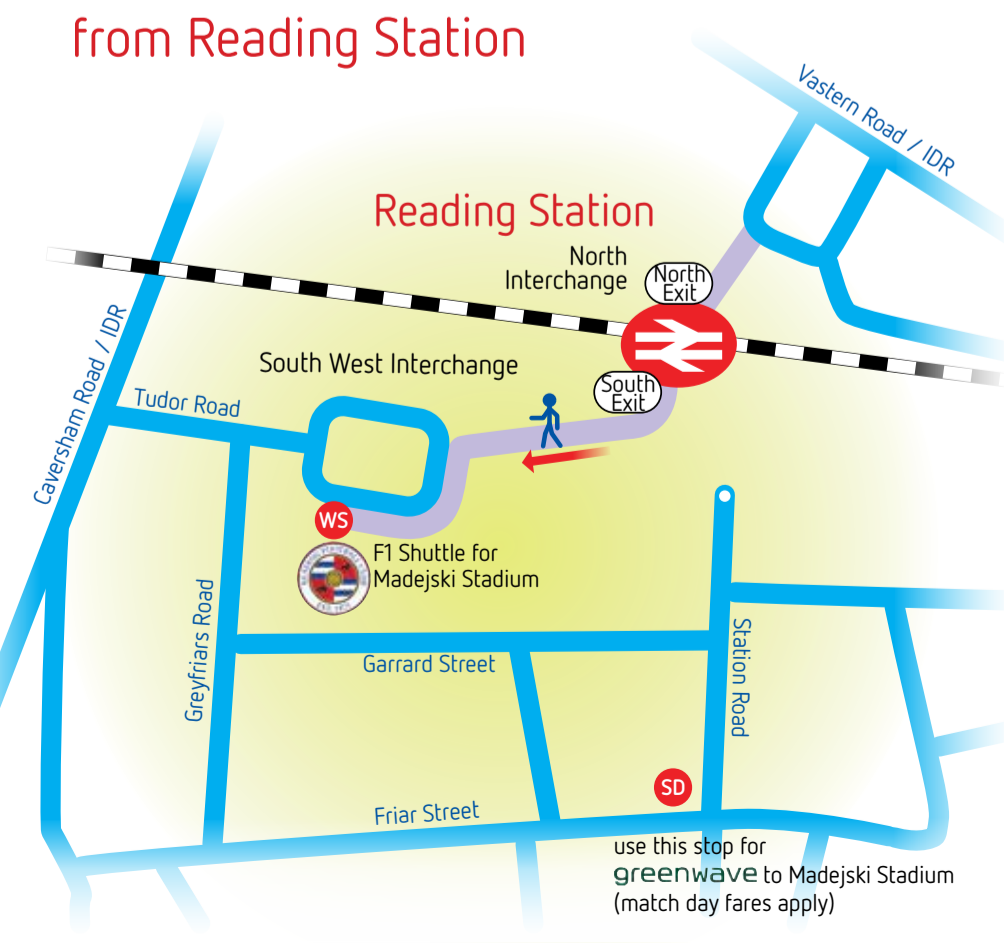 from Reading Station
Vastern Road / IDR
Reading Station
North
Interchange
North
Exit
South West Interchange
South
Exit
Caversham Road / IDR
Tudor Road
WS
F1 Shuttle for
Madejski Stadium
Greyfriars Road
Garrard Street
Station Road
SD
Friar Street
use this stop for
greenwave to Madejski Stadium
(match day fares apply)